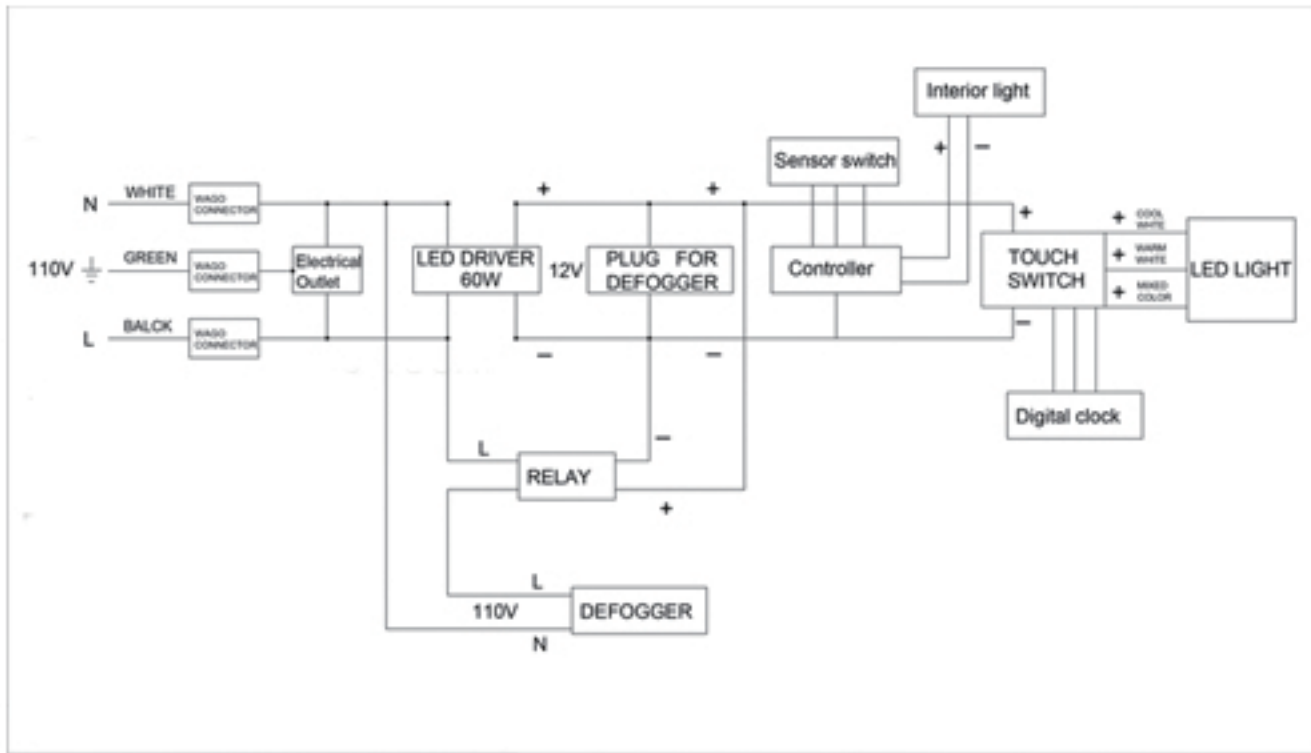 Interior light
+
−
Sensor switch
N
WHITE
WAGO
CONNECTOR
+
+
+
+
COOL
WHITE
110V
GREEN
WAGO
CONNECTOR
Electrical
Outlet
LED DRIVER
60W
12V
PLUG FOR
DEFOGGER
Controller
TOUCH
SWITCH
+
WARM
WHITE
LED LIGHT
+
MIXED
COLOR
L
BALCK
WAGO
CONNECTOR
−
−
−
Digital clock
L
RELAY
−
+
L
110V
DEFOGGER
N